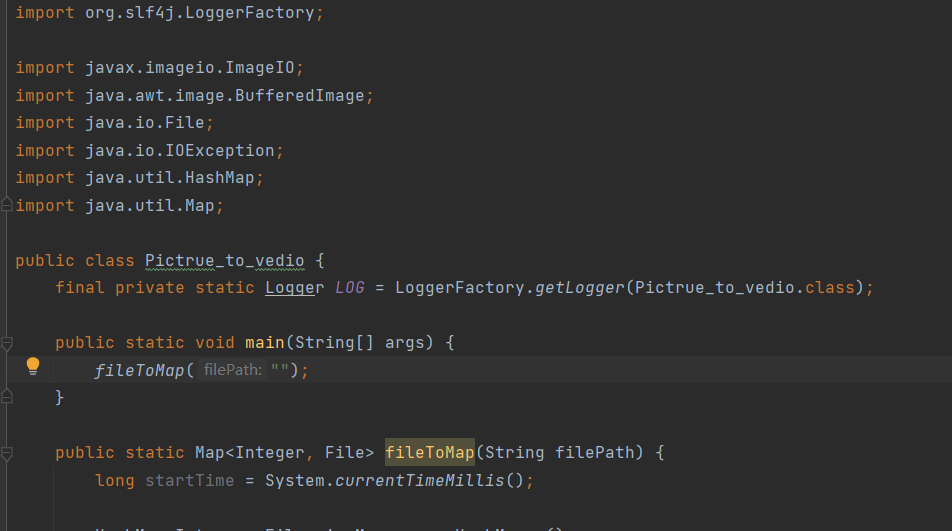 import org.slf4j.LoggerFactory;
import javax.imageio.ImageIO;
import java.awt.image.BufferedImage;
import java.io.File;
import java.io.IOException;
import java.util.HashMap;
import java.util.Map;
public class Pictrue_to_vedio {
final private static Logger LOG = LoggerFactory.getLogger(Pictrue_to_vedio.class);
public static void main(String[] args) {
fileToMap( filePath: "");
}
public static Map<Integer, File> fileToMap(String filePath) {
long startTime = System.currentTimeMillis();